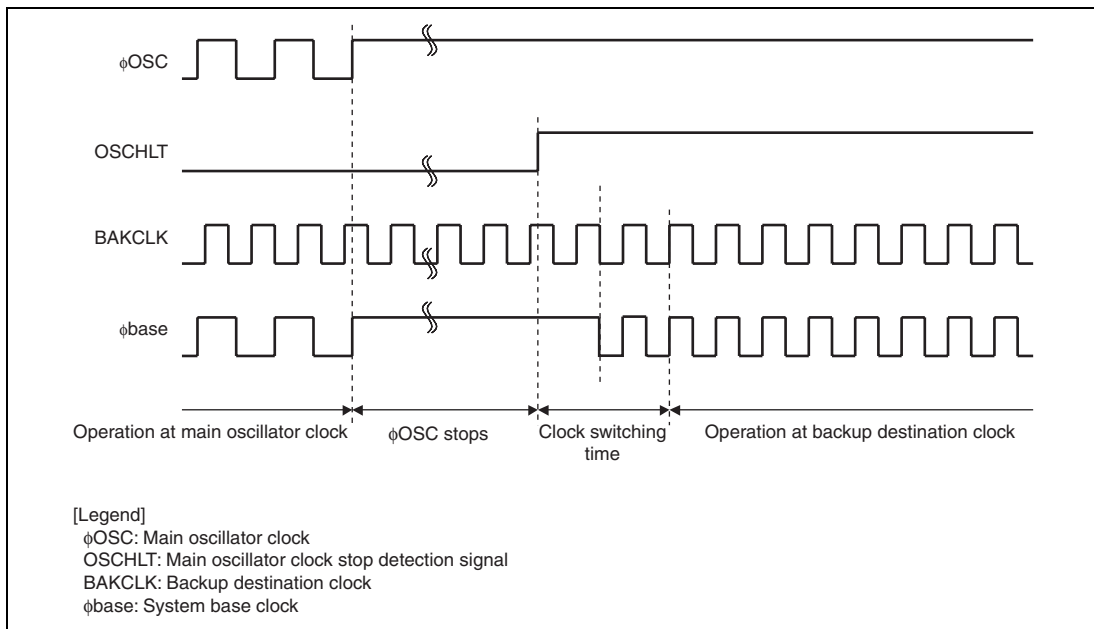 ϕOSC
OSCHLT
BAKCLK
ϕbase
Operation at main oscillator clock
ϕOSC stops
Clock switching
time
Operation at backup destination clock
[Legend]
ϕOSC: Main oscillator clock
OSCHLT: Main oscillator clock stop detection signal
BAKCLK: Backup destination clock
ϕbase: System base clock